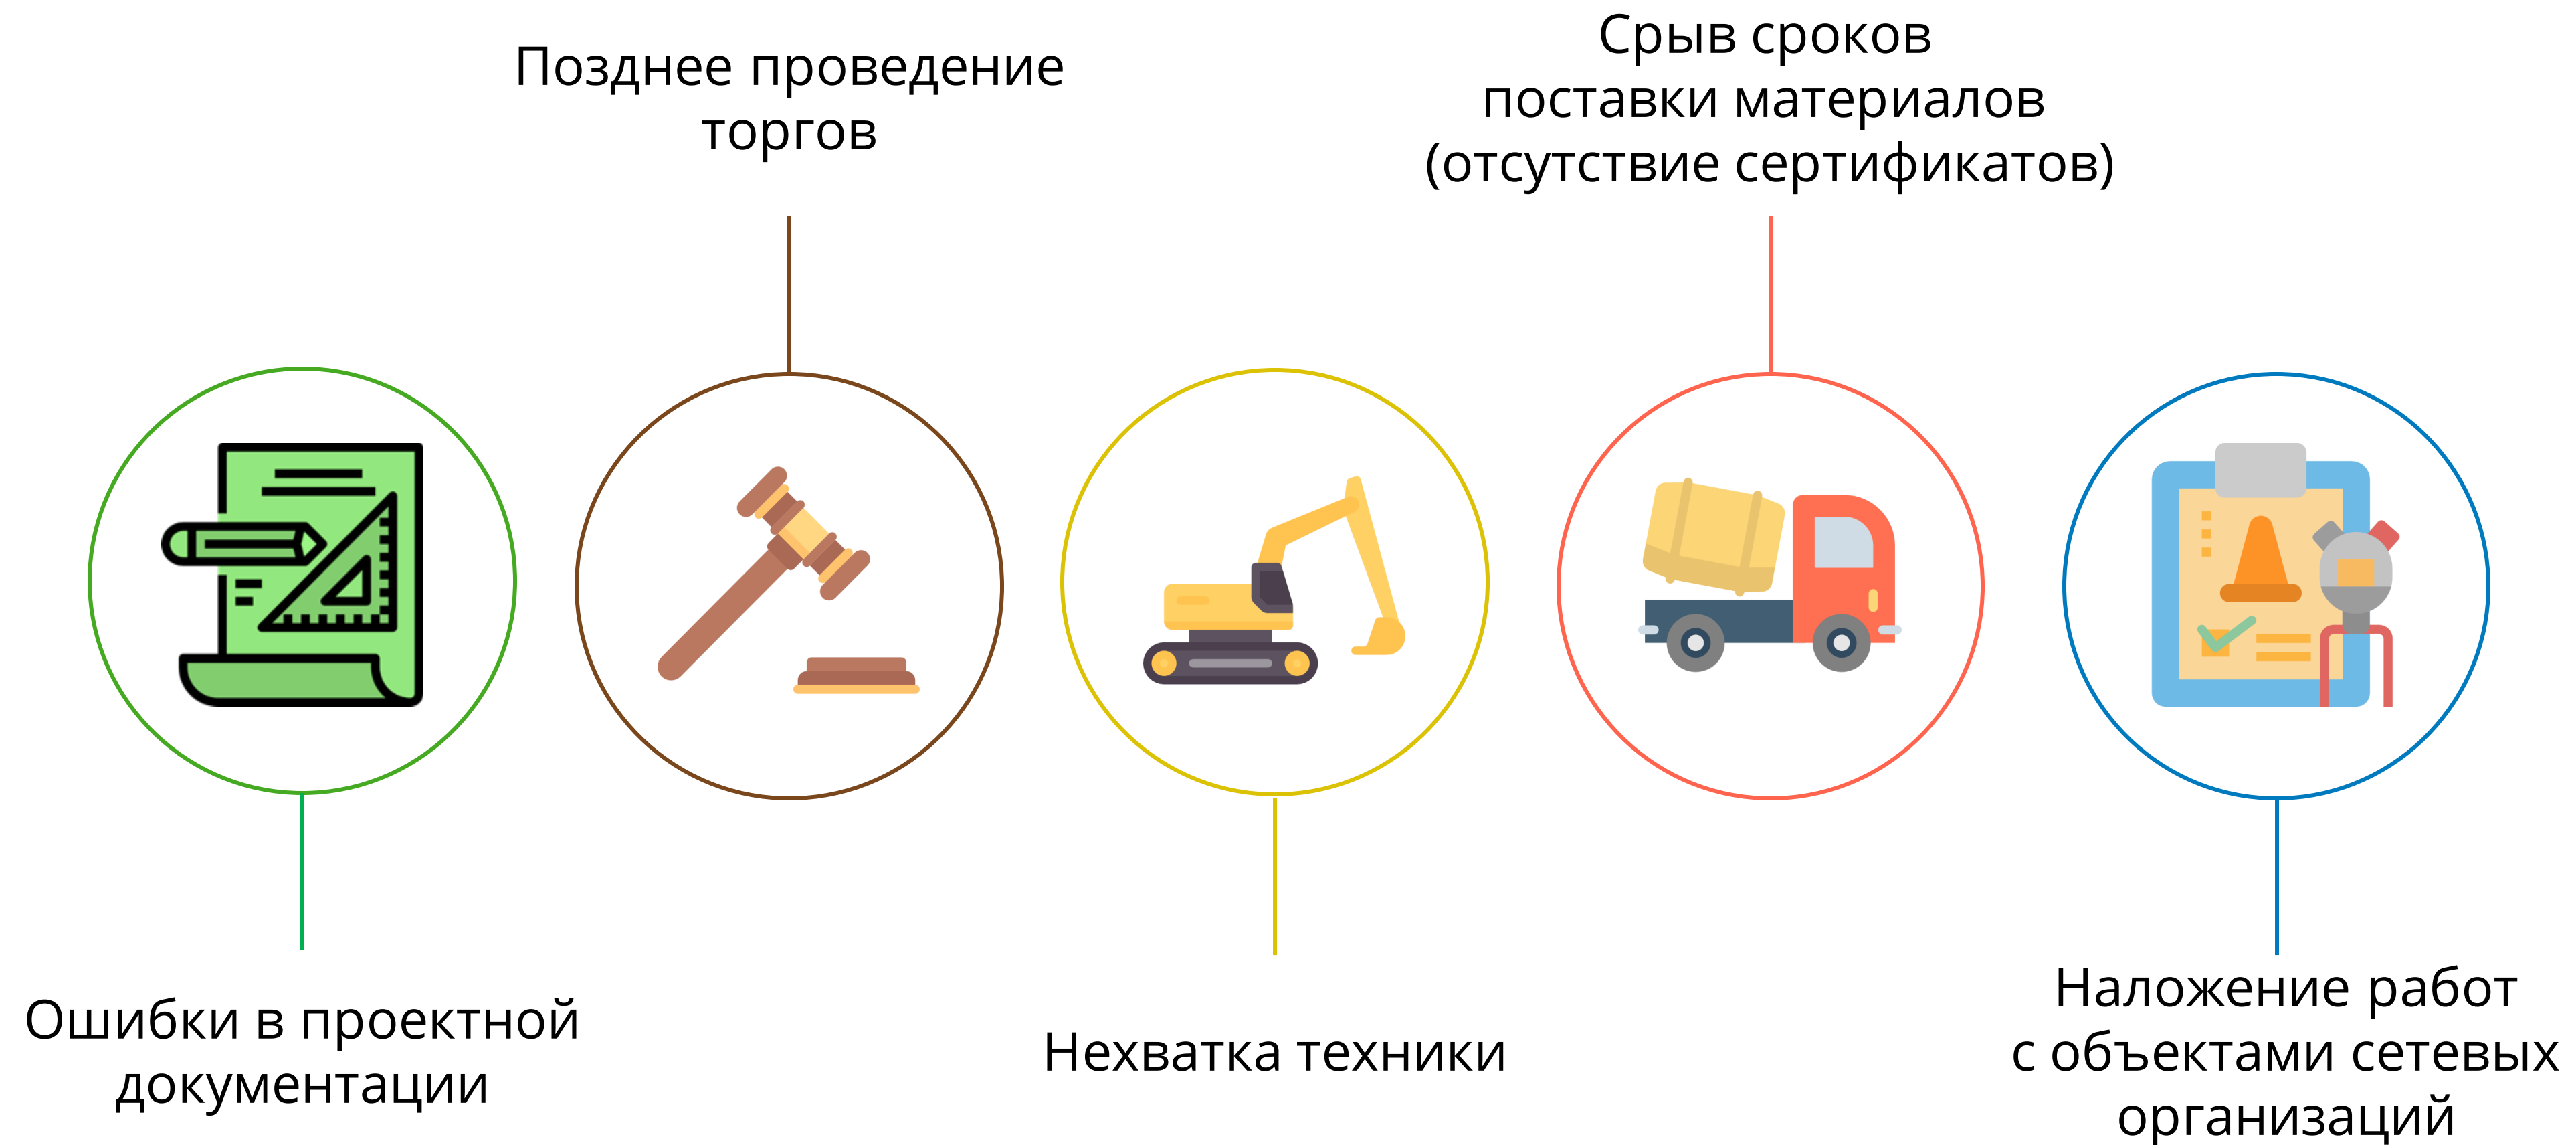 Позднее проведение
торгов
Срыв сроков
поставки материалов
(отсутствие сертификатов)
Ошибки в проектной
документации
Нехватка техники
Наложение работ
с объектами сетевых
организаций